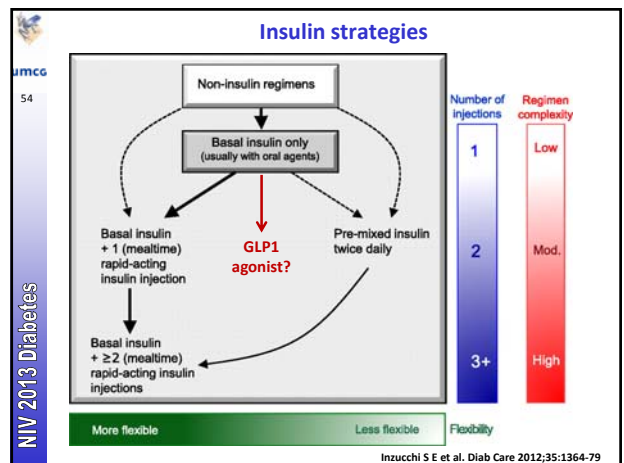 Insulin strategies
umcg
54
NIV 2013 Diabetes
Non-insulin regimens
Basal insulin only
(usually with oral agents)
Basal insulin
+ 1 (mealtime)
rapid-acting
insulin injection
GLP1
agonist?
Pre-mixed insulin
twice daily
Basal insulin
+ ≥2 (mealtime)
rapid-acting insulin
injections
Number of
injections
1
2
3+
Regimen
complexity
Low
Mod.
High
More flexible
Less flexible
Flexibility
Inzucchi S E et al. Diab Care 2012;35:1364-79